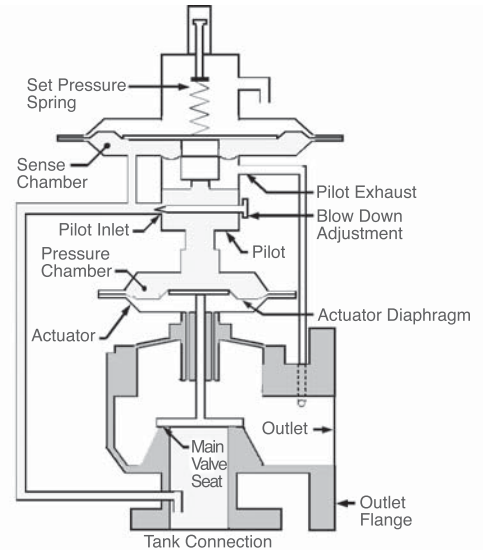 Set Pressure
Spring
Sense
Chamber
Pilot Exhaust
Pilot Inlet
Blow Down
Adjustment
Pilot
Pressure
Chamber
Actuator Diaphragm
Actuator
Outlet
Main
Valve
Seat
Outlet
Flange
Tank Connection